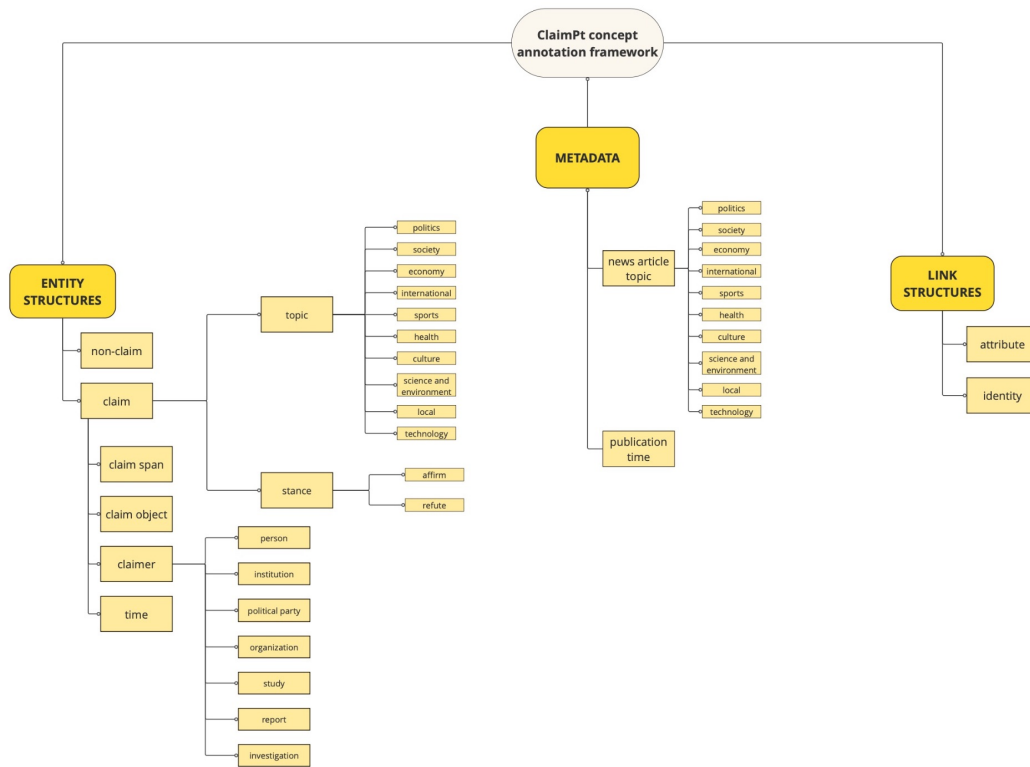 ClaimPt concept
annotation framework
ENTITY
STRUCTURES
non-claim
claim
claim span
claim object
claimer
time
topic
politics
society
economy
international
sports
health
culture
science and
environment
local
technology
stance
affirm
refute
person
institution
political party
organization
study
report
investigation
METADATA
news article
topic
politics
society
economy
international
sports
health
culture
science and
environment
local
technology
publication
time
LINK
STRUCTURES
attribute
identity